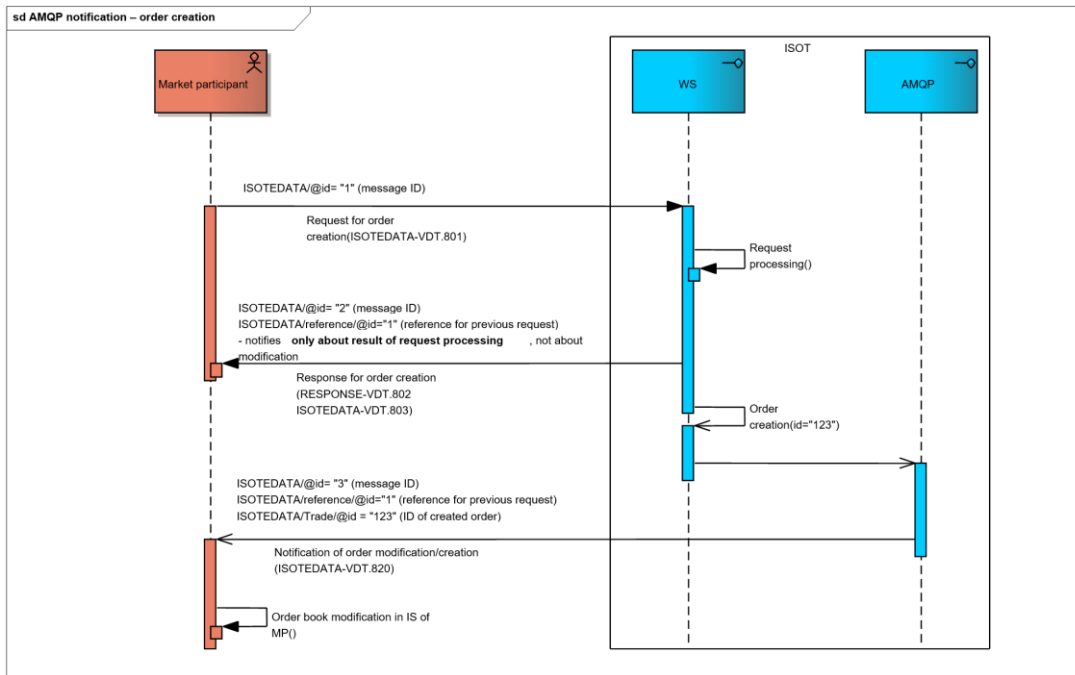 sd AMQP notification – order creation
ISOT
Market participant
WS
AMQP
ISOTEDATA/@id= "1" (message ID)
Request for order
creation(ISOTEDATA-VDT.801)
Request
processing()
ISOTEDATA/@id= "2" (message ID)
ISOTEDATA/reference/@id="1" (reference for previous request)
- notifies only about result of request processing , not about
modification
Response for order creation
(RESPONSE-VDT.802
ISOTEDATA-VDT.803)
Order
creation(id="123")
ISOTEDATA/@id= "3" (message ID)
ISOTEDATA/reference/@id="1" (reference for previous request)
ISOTEDATA/Trade/@id = "123" (ID of created order)
Notification of order modification/creation
(ISOTEDATA-VDT.820)
Order book modification in IS of
MP()